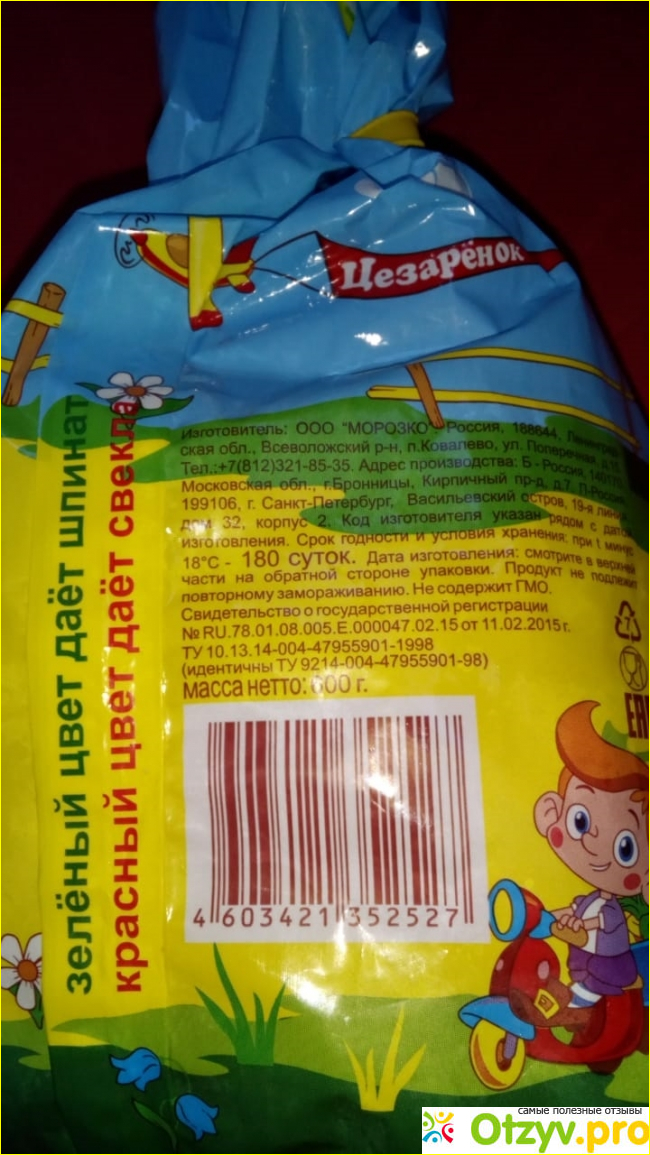 Цезарёнок
зелёный цвет даёт шпинат
красный цвет даёт свекла
Изготовитель: ООО "МОРОЗКО". Россия, 188644, Ленинград-
ская обл., Всеволожский р-н, п.Ковалево, ул. Поперечная,
Тел.:+7(812)321-85-35. Адрес производства: Б - Россия,
Московская обл., г.Бронницы, Кирпичный пр-д, д.7. П-Россия,
199106, г. Санкт-Петербург, Васильевский остров, 19-я линия,
дом 32, корпус 2. Код изготовителя указан рядом с датой
изготовления. Срок годности и условия хранения: при t минус
18°С - 180 суток. Дата изготовления: смотрите в верхней
части на обратной стороне упаковки. Продукт не подлежит
повторному замораживанию. Не содержит ГМО.
Свидетельство о государственной регистрации
№RU.78.01.08.005.Е.000047.02.15 от 11.02.2015г.
ТУ 10.13.14-004-47955901-1998
(идентичны ТУ 9214-004-47955901-98)
масса нетто: 600 г.
7
4 603421 352527
самые полезные отзывы
Otzyv.pro